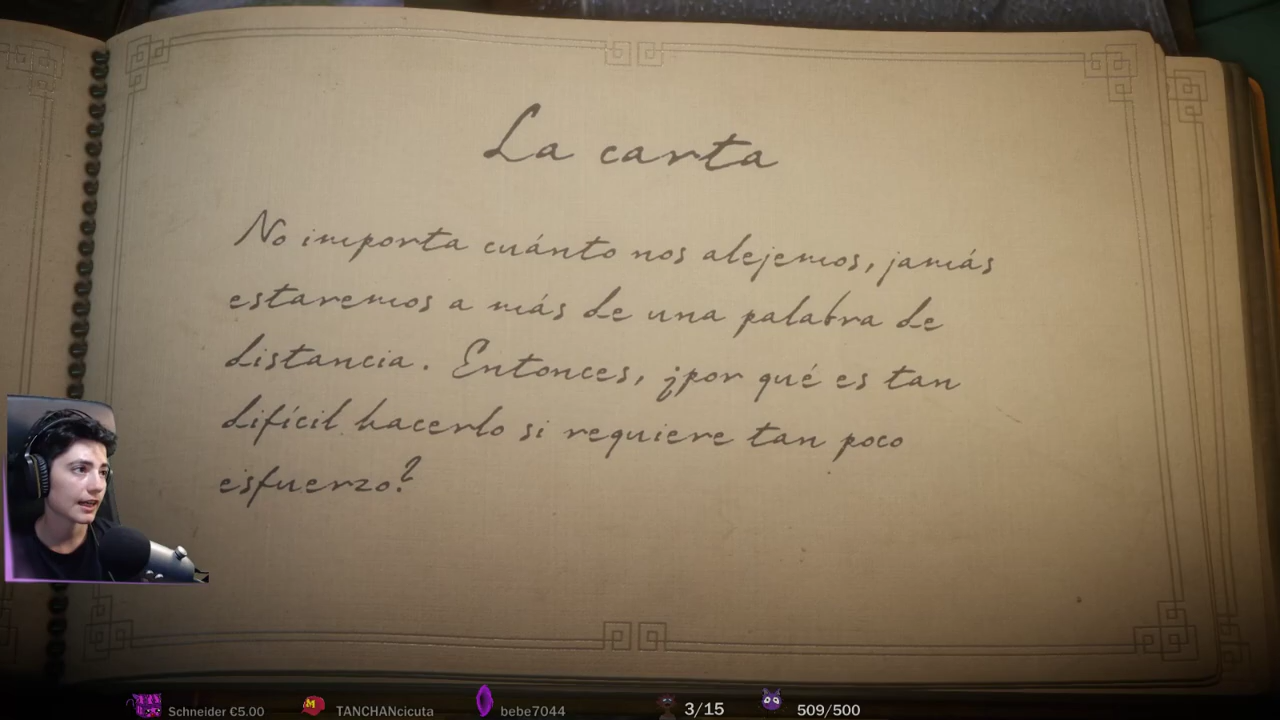 La carta
No importa cuánto nos alejemos, jamás
estaremos a más de una palabra de
distancia. Entonces, ¿por qué es tan
difícil hacerlo si requiere tan poco
esfuerzo?
M
Schneider €5.00 TANCHANcicuta bebe7044 3/15 509/500